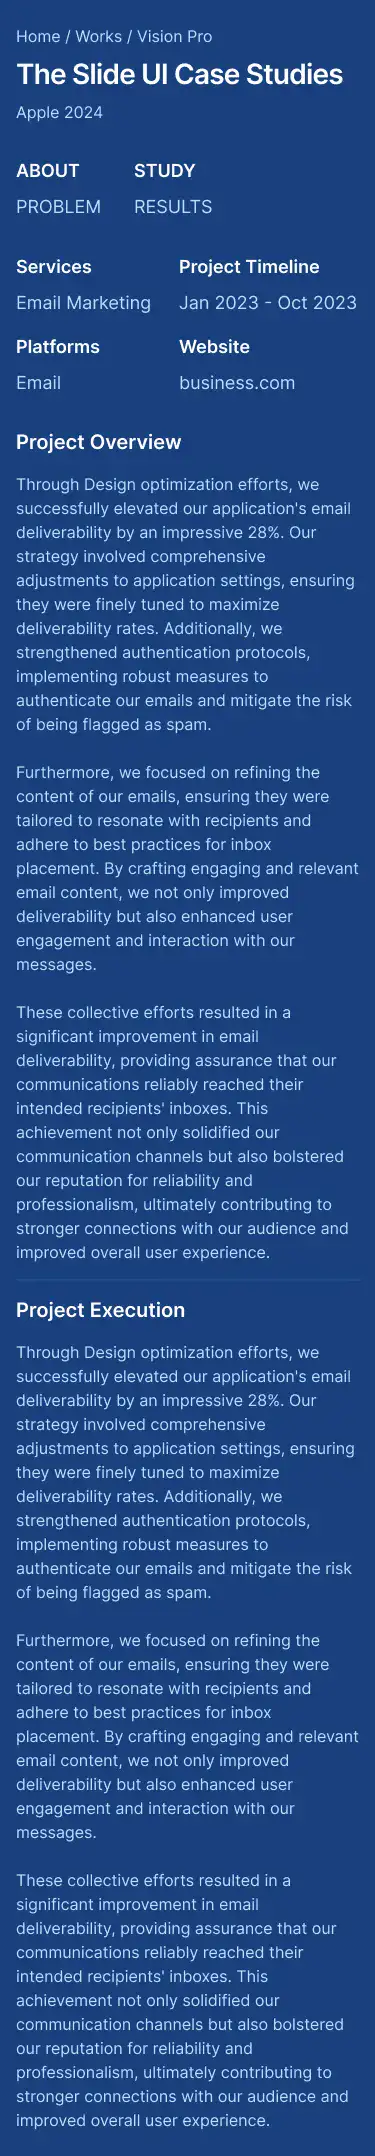 Home / Works / Vision Pro
The Slide UI Case Studies
Apple 2024
ABOUT STUDY
PROBLEM RESULTS
Services Project Timeline
Email Marketing Jan 2023 - Oct 2023
Platforms Website
Email business.com
Project Overview
Through Design optimization efforts, we
successfully elevated our application's email
deliverability by an impressive 28%. Our
strategy involved comprehensive
adjustments to application settings, ensuring
they were finely tuned to maximize
deliverability rates. Additionally, we
strengthened authentication protocols,
implementing robust measures to
authenticate our emails and mitigate the risk
of being flagged as spam.
Furthermore, we focused on refining the
content of our emails, ensuring they were
tailored to resonate with recipients and
adhere to best practices for inbox
placement. By crafting engaging and relevant
email content, we not only improved
deliverability but also enhanced user
engagement and interaction with our
messages.
These collective efforts resulted in a
significant improvement in email
deliverability, providing assurance that our
communications reliably reached their
intended recipients' inboxes. This
achievement not only solidified our
communication channels but also bolstered
our reputation for reliability and
professionalism, ultimately contributing to
stronger connections with our audience and
improved overall user experience.
Project Execution
Through Design optimization efforts, we
successfully elevated our application's email
deliverability by an impressive 28%. Our
strategy involved comprehensive
adjustments to application settings, ensuring
they were finely tuned to maximize
deliverability rates. Additionally, we
strengthened authentication protocols,
implementing robust measures to
authenticate our emails and mitigate the risk
of being flagged as spam.
Furthermore, we focused on refining the
content of our emails, ensuring they were
tailored to resonate with recipients and
adhere to best practices for inbox
placement. By crafting engaging and relevant
email content, we not only improved
deliverability but also enhanced user
engagement and interaction with our
messages.
These collective efforts resulted in a
significant improvement in email
deliverability, providing assurance that our
communications reliably reached their
intended recipients' inboxes. This
achievement not only solidified our
communication channels but also bolstered
our reputation for reliability and
professionalism, ultimately contributing to
stronger connections with our audience and
improved overall user experience.